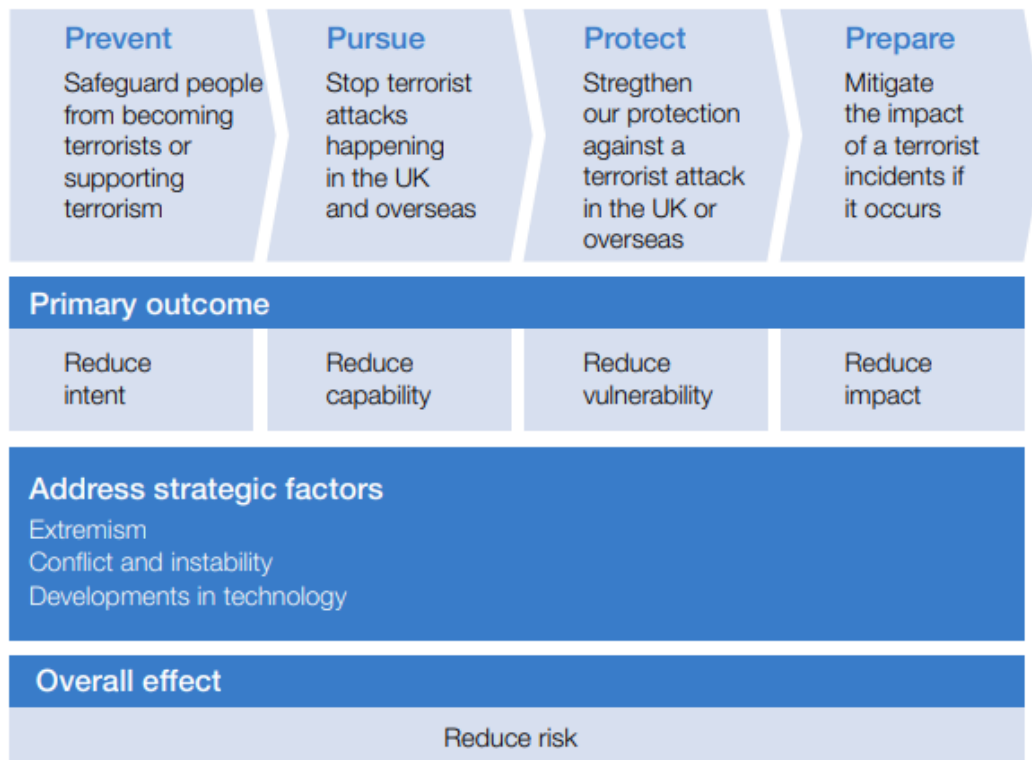 Prevent
Safeguard people
from becoming
terrorists or
supporting
terrorism
Pursue
Stop terrorist
attacks
happening
in the UK
and overseas
Protect
Stregthen
our protection
against a
terrorist attack
in the UK or
overseas
Prepare
Mitigate
the impact
of a terrorist
incidents if
it occurs
Primary outcome
Reduce
intent
Reduce
capability
Reduce
vulnerability
Reduce
impact
Address strategic factors
Extremism
Conflict and instability
Developments in technology
Overall effect
Reduce risk